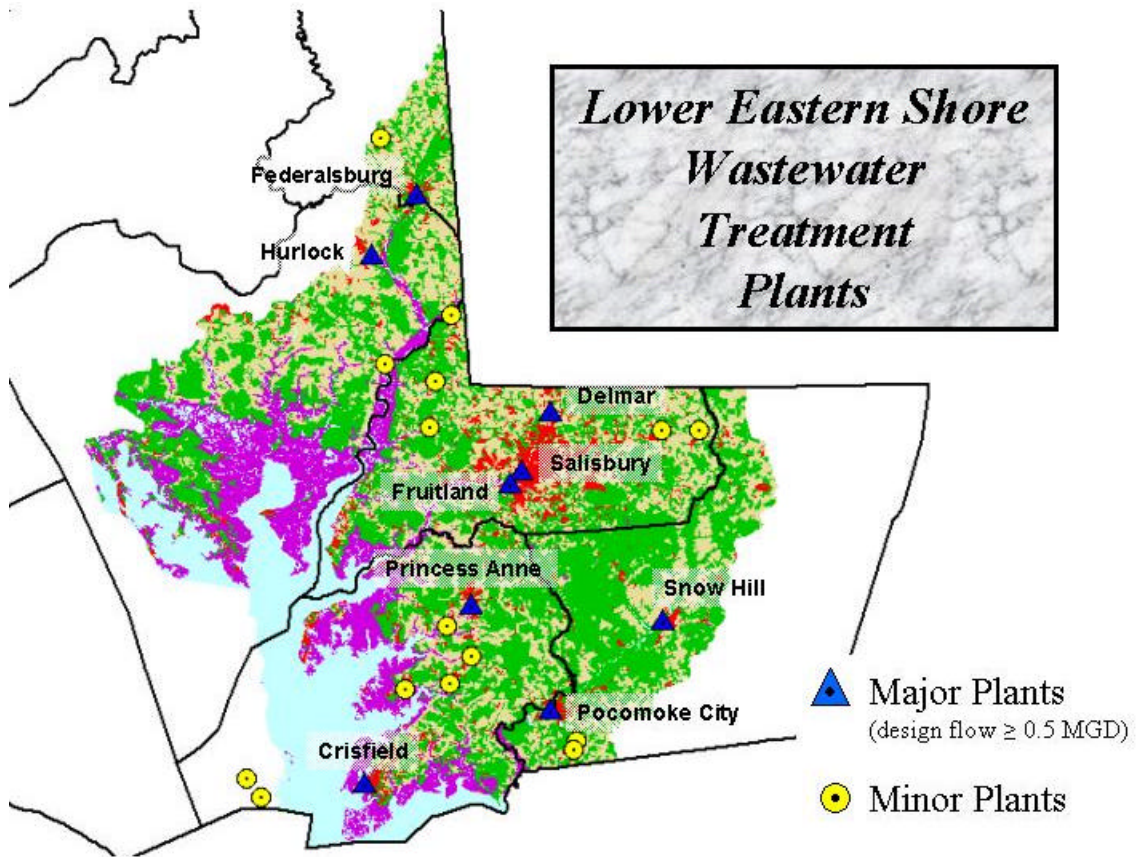 Lower Eastern Shore
Wastewater
Treatment
Plants
Federalsburg
Hurlock
Delmar
Salisbury
Fruitland
Princess Anne
Snow Hill
Pocomoke City
Crisfield
Major Plants
(design flow ≥ 0.5 MGD)
Minor Plants